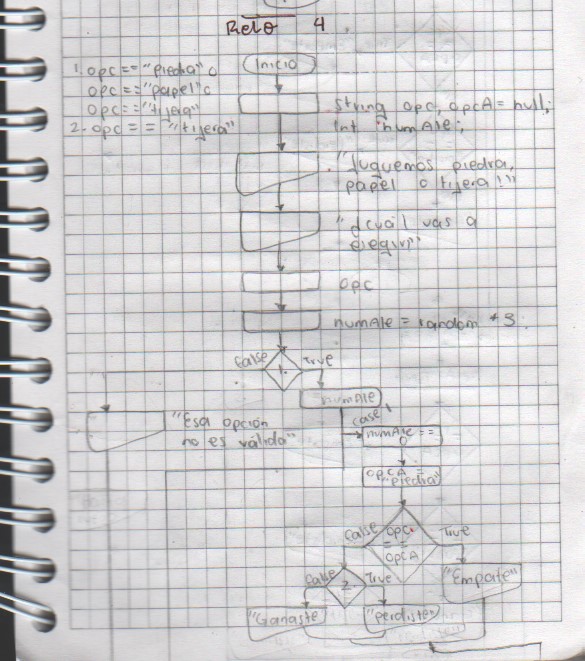 Reto 4
1. opc == "piedra" o
opc == "papel" o
opc == "tijera"
2. opc == "tijera"
Inicio
string opc, opcA = null;
int numAle;
"Juguemos piedra,
papel o tijera!!"
"¿cuál vas a
elegir?"
opc
numAle = random * 3
false
1.
True
numAle
"Esa opción
no es válida"
case 1
numAle ==
0
opcA =
"piedra"
false
opc
==
opcA
True
false
2
True
"Empate"
"Ganaste"
"perdiste"